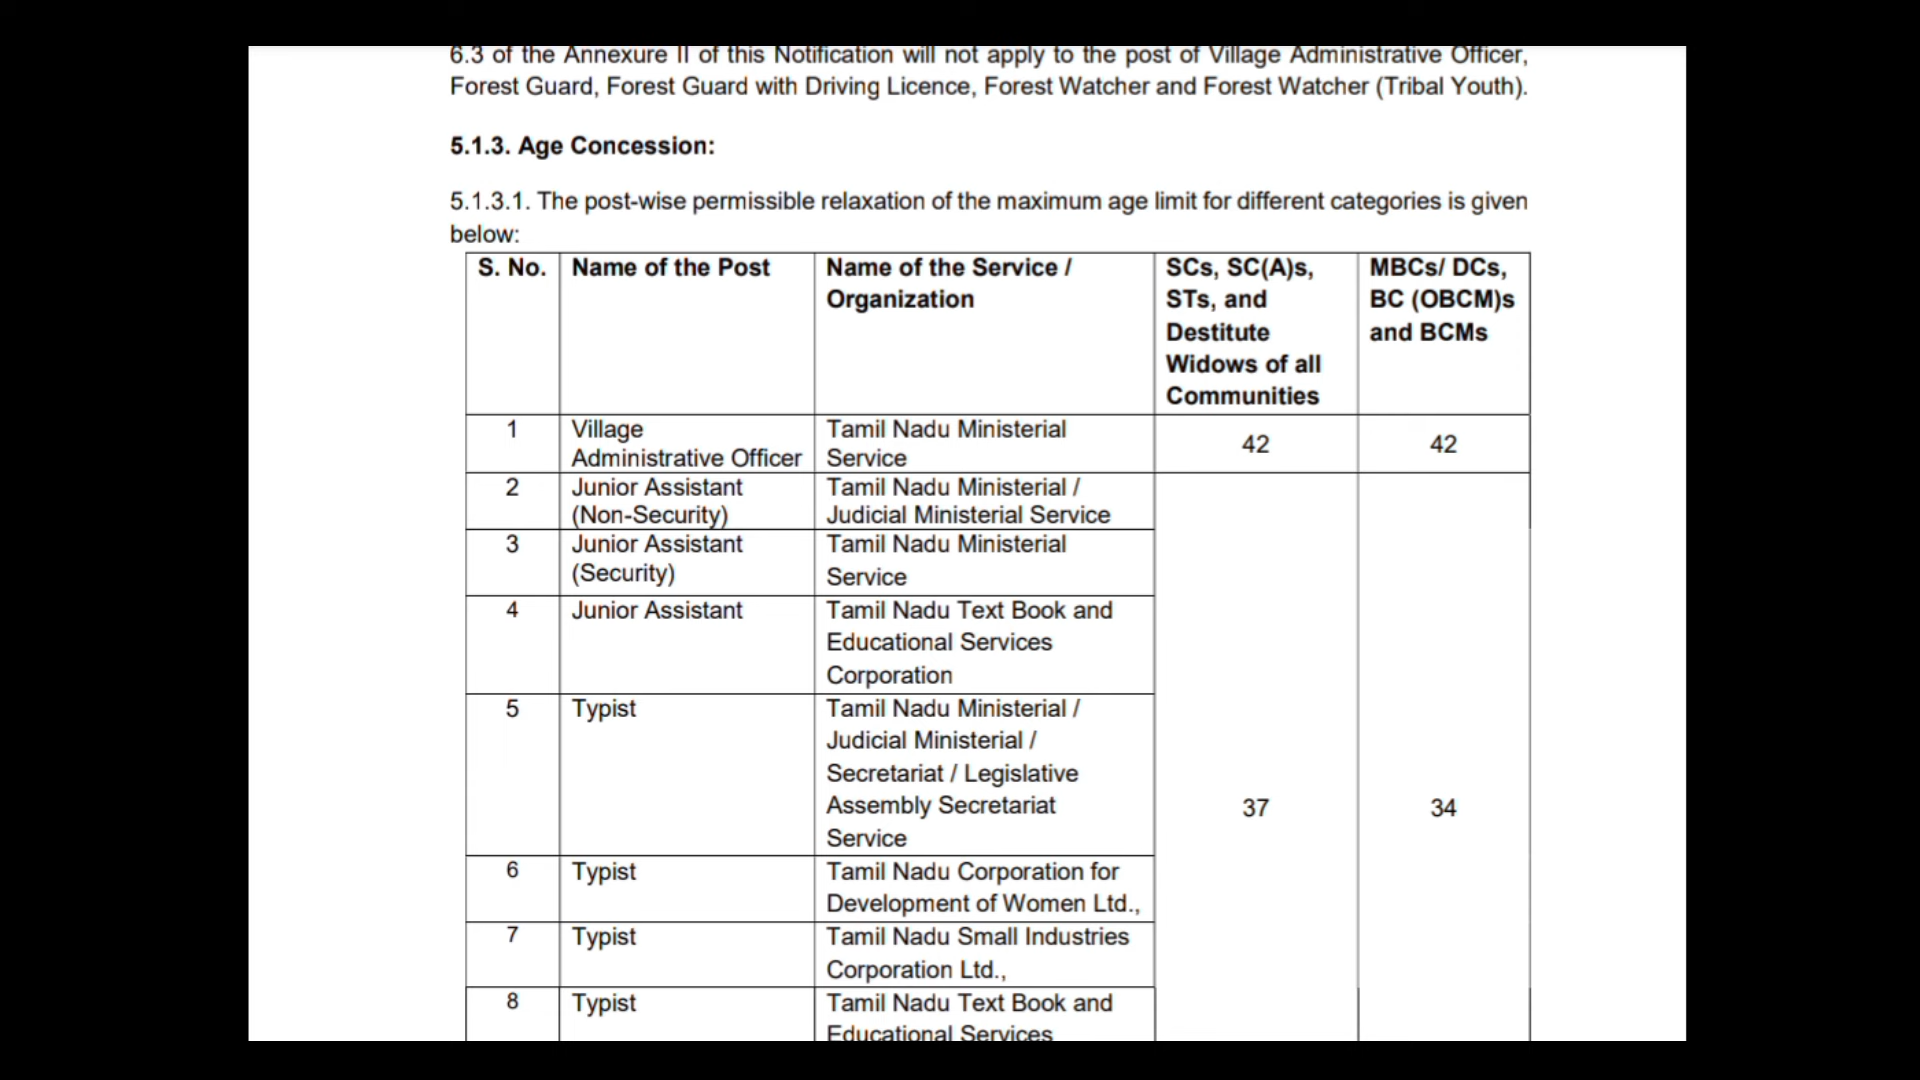 6.3 of the Annexure II of this Notification will not apply to the post of Village Administrative Officer,
Forest Guard, Forest Guard with Driving Licence, Forest Watcher and Forest Watcher (Tribal Youth).
5.1.3. Age Concession:
5.1.3.1. The post-wise permissible relaxation of the maximum age limit for different categories is given
below:
S. No.
Name of the Post
Name of the Service /
Organization
SCs, SC(A)s,
STs, and
Destitute
Widows of all
Communities
MBCs/ DCs,
BC (OBCM)s
and BCMs
1
Village
Administrative Officer
Tamil Nadu Ministerial
Service
42
42
2
Junior Assistant
(Non-Security)
Tamil Nadu Ministerial /
Judicial Ministerial Service
3
Junior Assistant
(Security)
Tamil Nadu Ministerial
Service
4
Junior Assistant
Tamil Nadu Text Book and
Educational Services
Corporation
5
Typist
Tamil Nadu Ministerial /
Judicial Ministerial /
Secretariat / Legislative
Assembly Secretariat
Service
37
34
6
Typist
Tamil Nadu Corporation for
Development of Women Ltd.,
7
Typist
Tamil Nadu Small Industries
Corporation Ltd.,
8
Typist
Tamil Nadu Text Book and
Educational Services